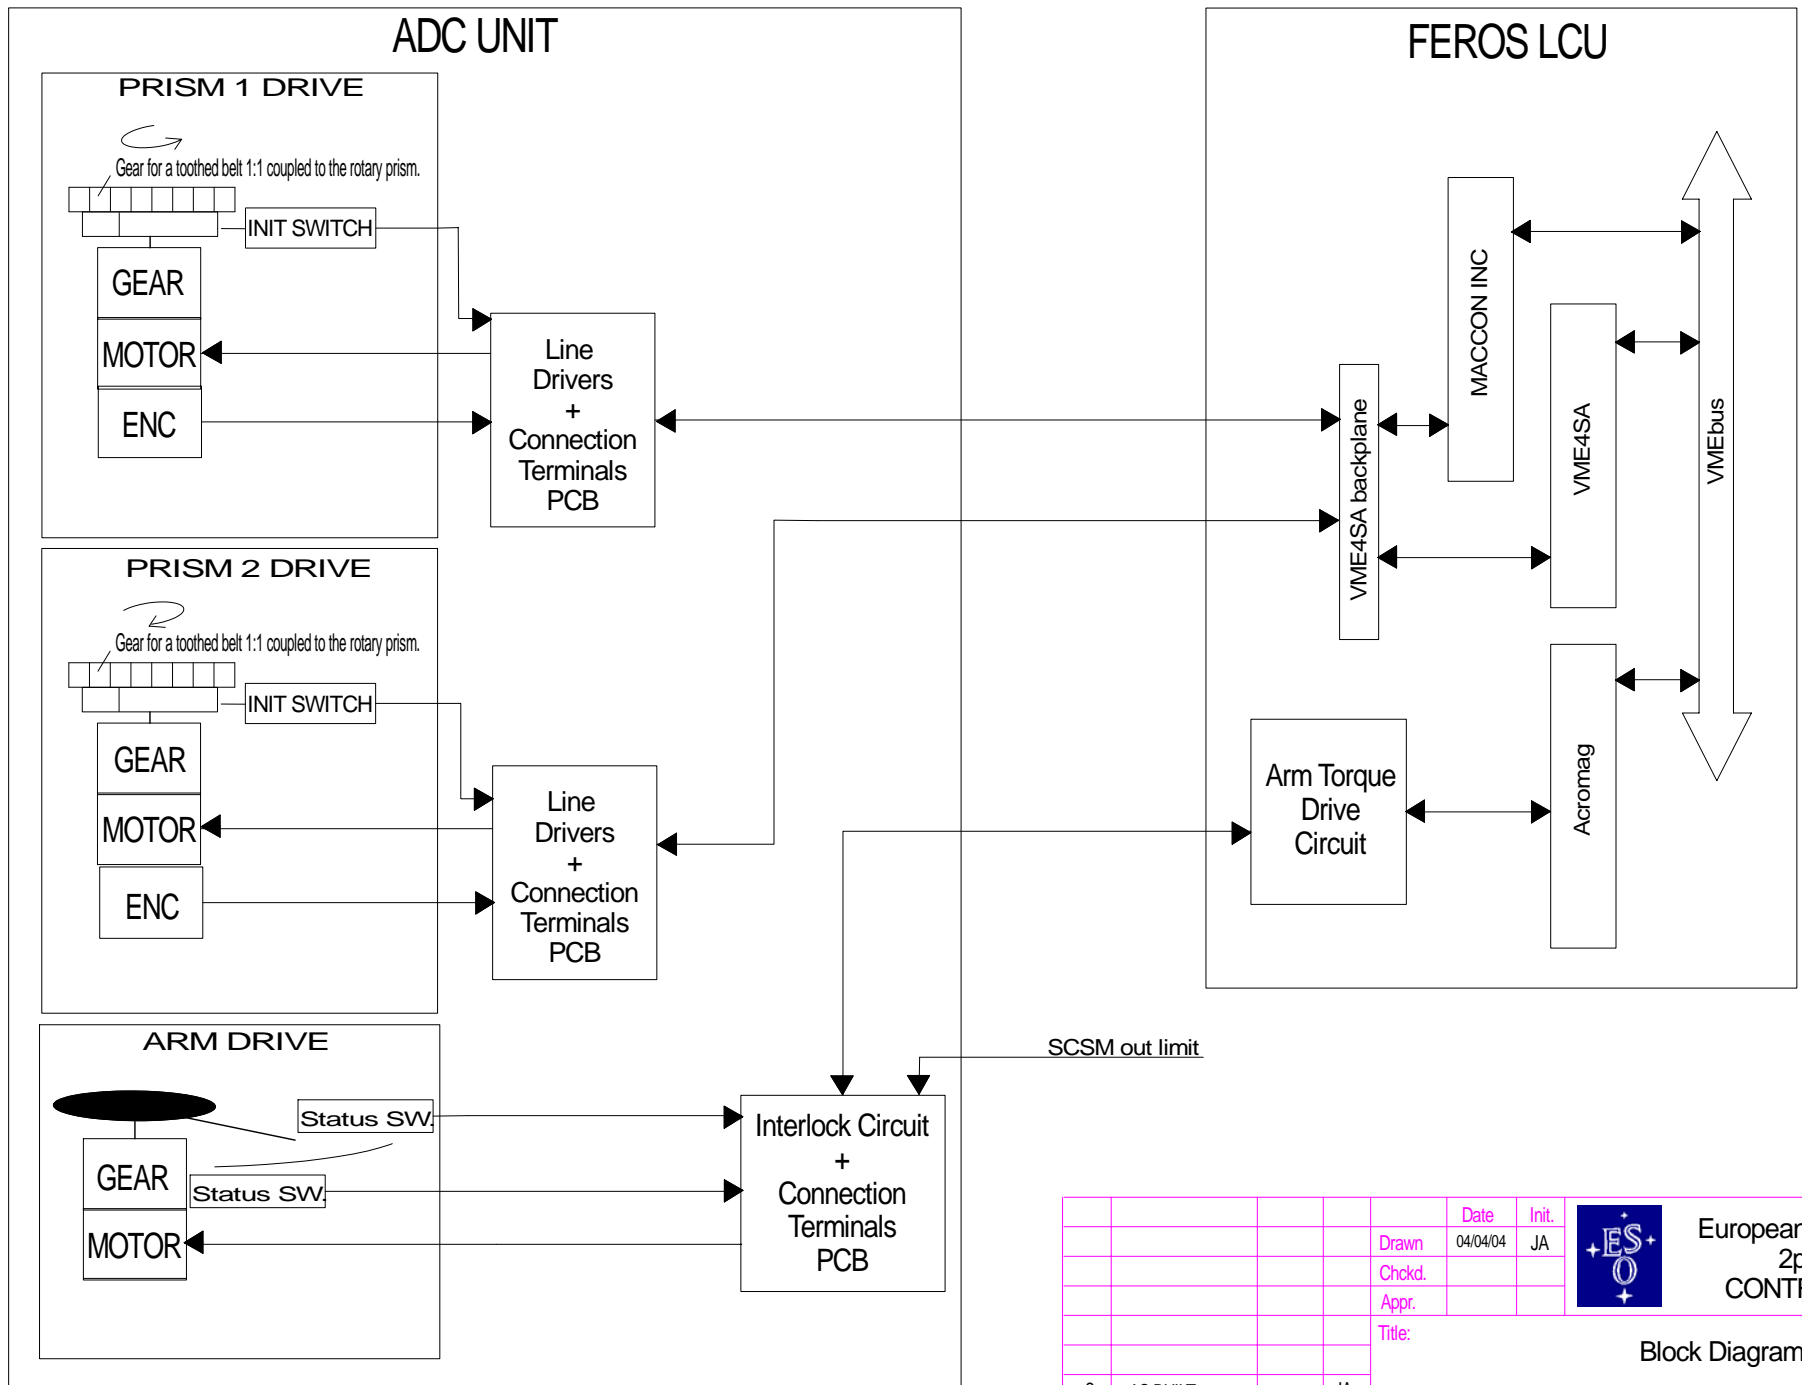 ADC UNIT
PRISM 1 DRIVE
Gear for a toothed belt 1:1 coupled to the rotary prism.
INIT SWITCH
GEAR
MOTOR
ENC
Line
Drivers
+
Connection
Terminals
PCB
PRISM 2 DRIVE
Gear for a toothed belt 1:1 coupled to the rotary prism.
INIT SWITCH
GEAR
MOTOR
ENC
Line
Drivers
+
Connection
Terminals
PCB
ARM DRIVE
Status SW.
GEAR
Status SW.
MOTOR
Interlock Circuit
+
Connection
Terminals
PCB
SCSM out limit
FEROS LCU
MACCON INC
VME4SA
VMEbus
VME4SA backplane
Arm Torque
Drive
Circuit
Acromag
Date Init.
Drawn 04/04/04 JA
Chckd.
Appr.
Title:
ESO
European
2p
CONT
Block Diagram